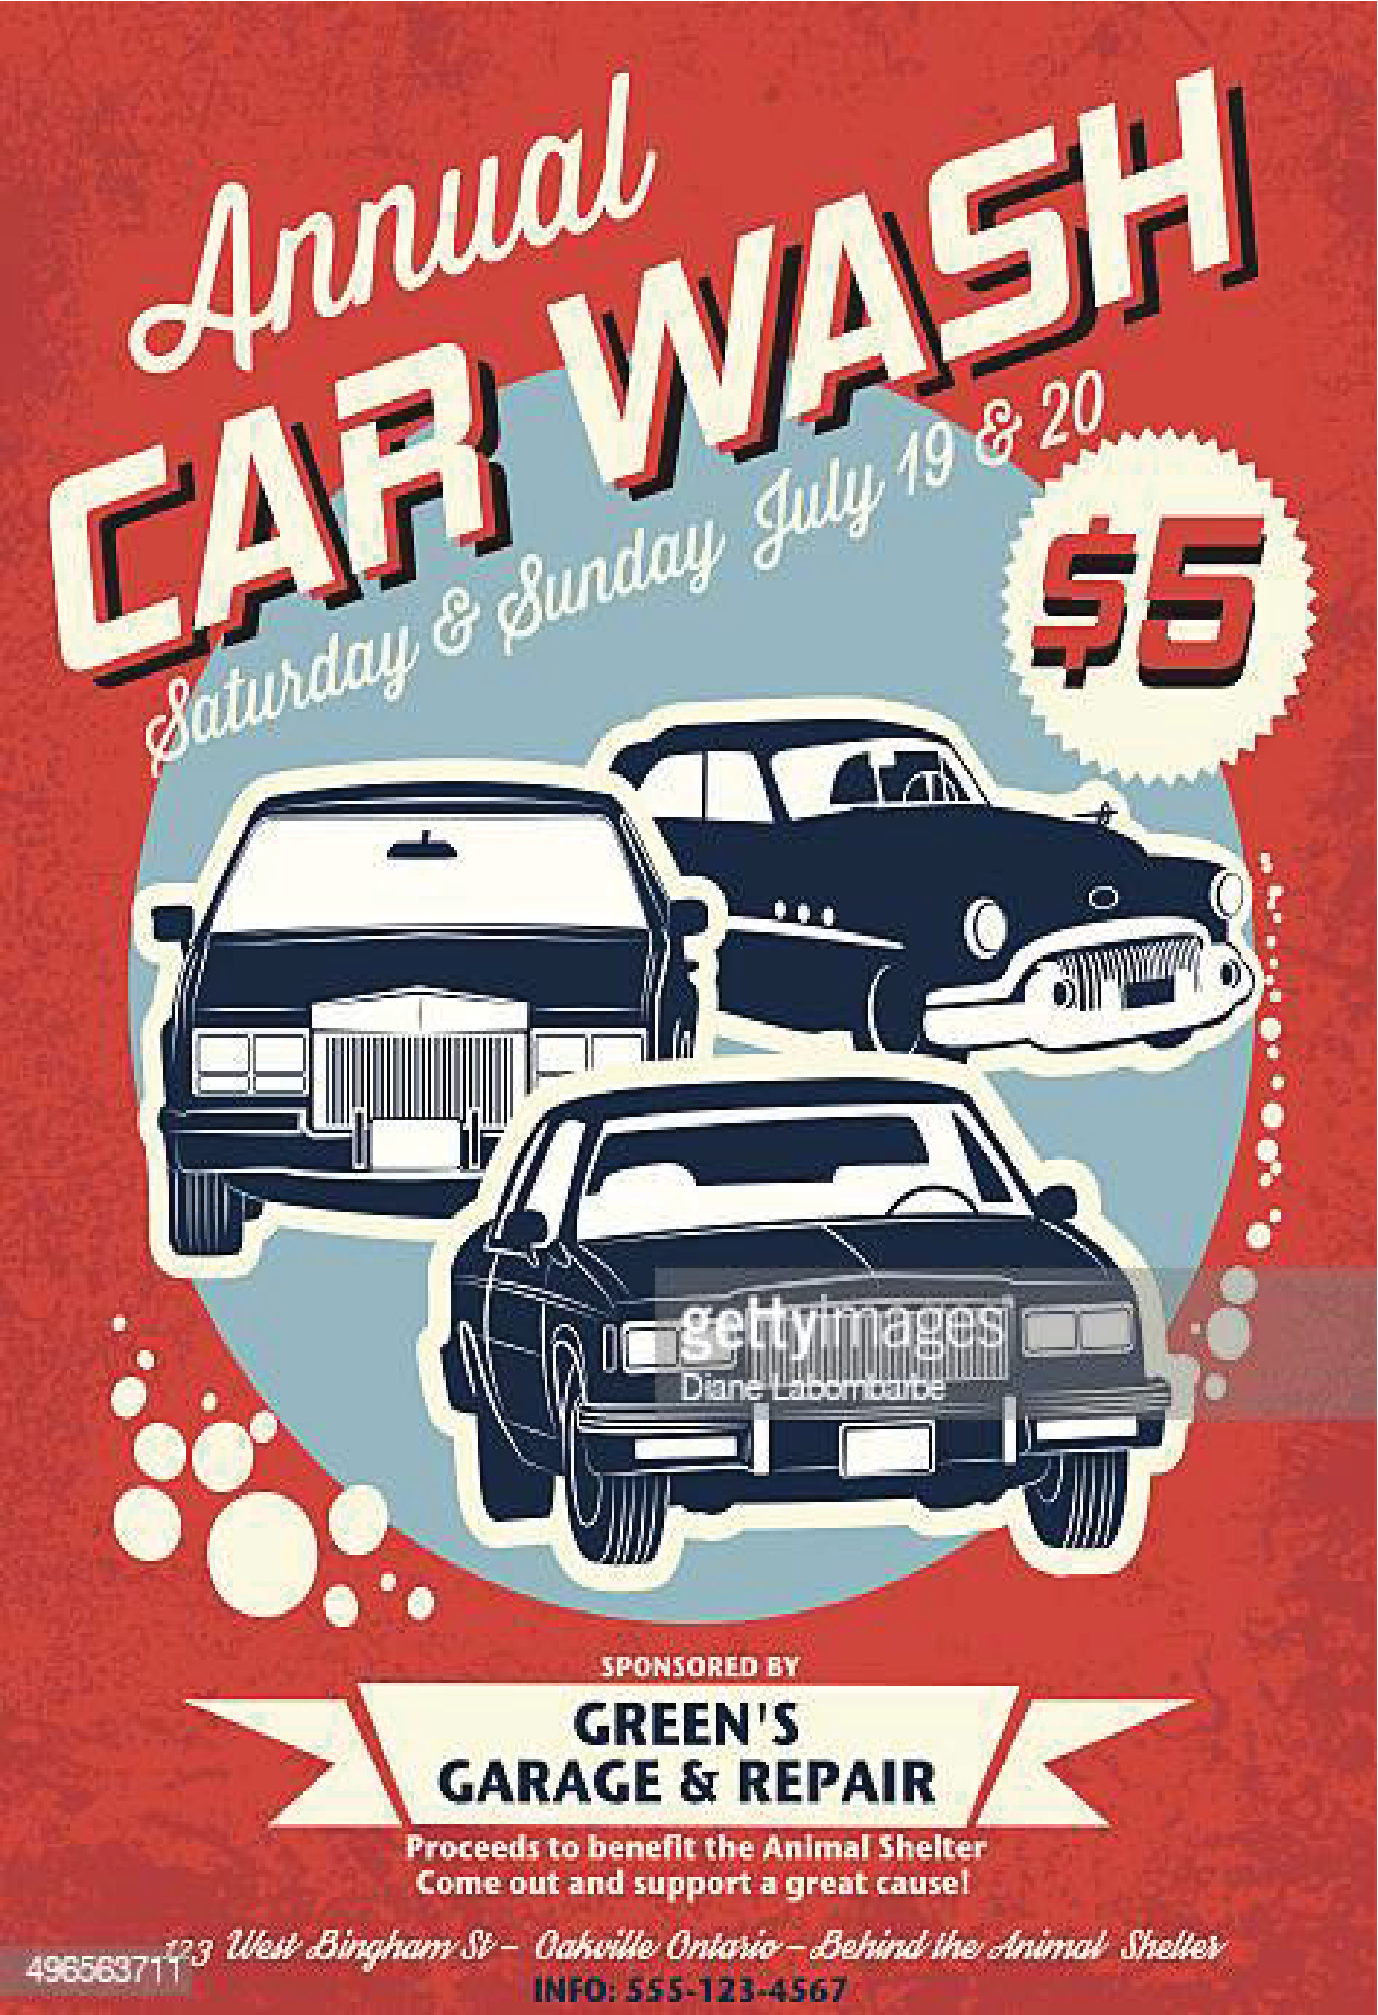 Annual
CAR WASH
Saturday & Sunday July 19 & 20
$5
gettyimages
Diane Labombarbe
SPONSORED BY
GREEN'S
GARAGE & REPAIR
Proceeds to benefit the Animal Shelter
Come out and support a great cause!
123 West Bingham St - Oakville Ontario - Behind the Animal Shelter
496563711
INFO: 555-123-4567